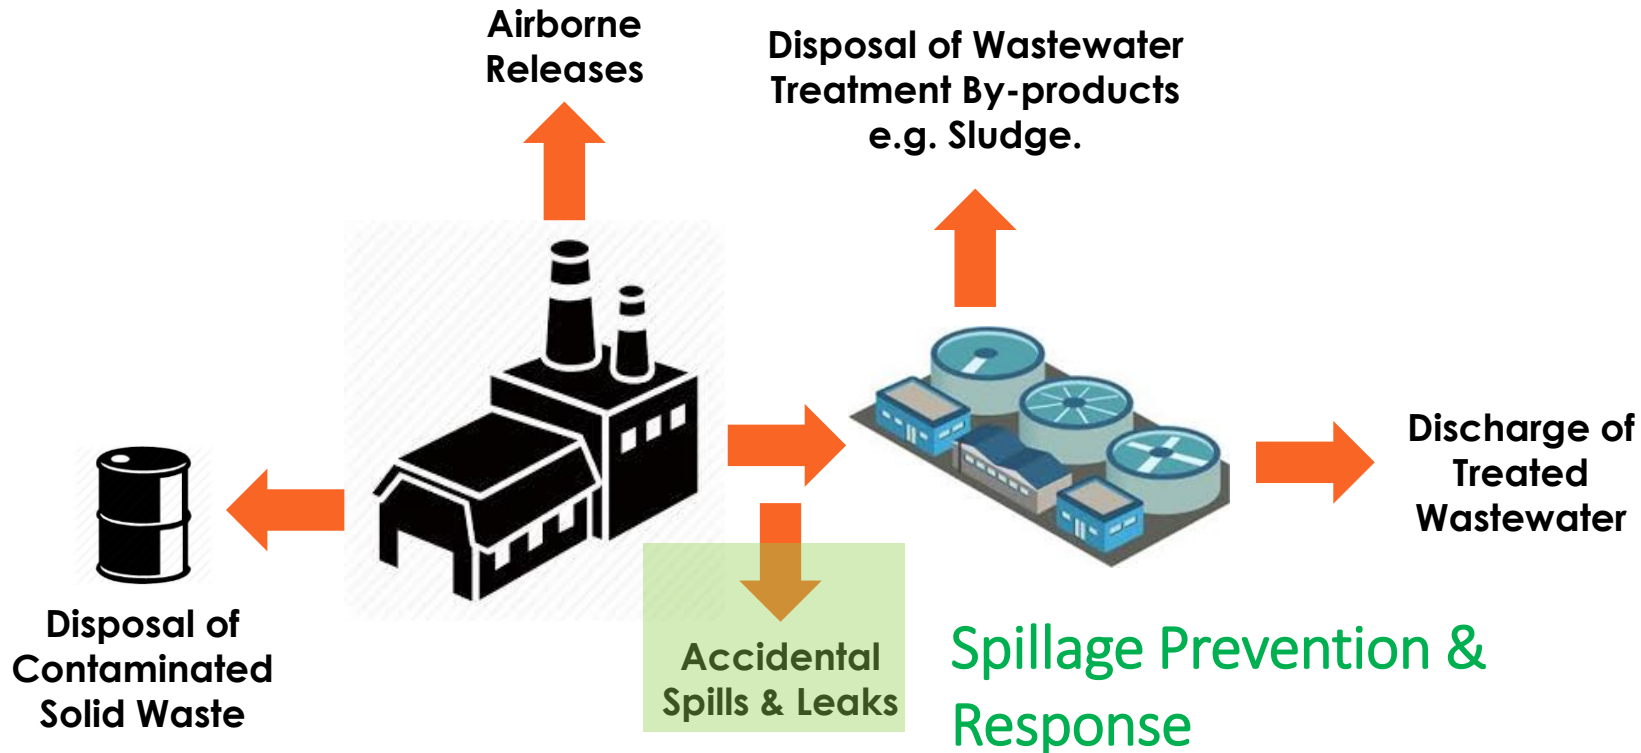 Airborne
Releases
Disposal of Wastewater
Treatment By-products
e.g. Sludge.
Discharge of
Treated
Wastewater
Disposal of
Contaminated
Solid Waste
Accidental
Spills & Leaks
Spillage Prevention &
Response